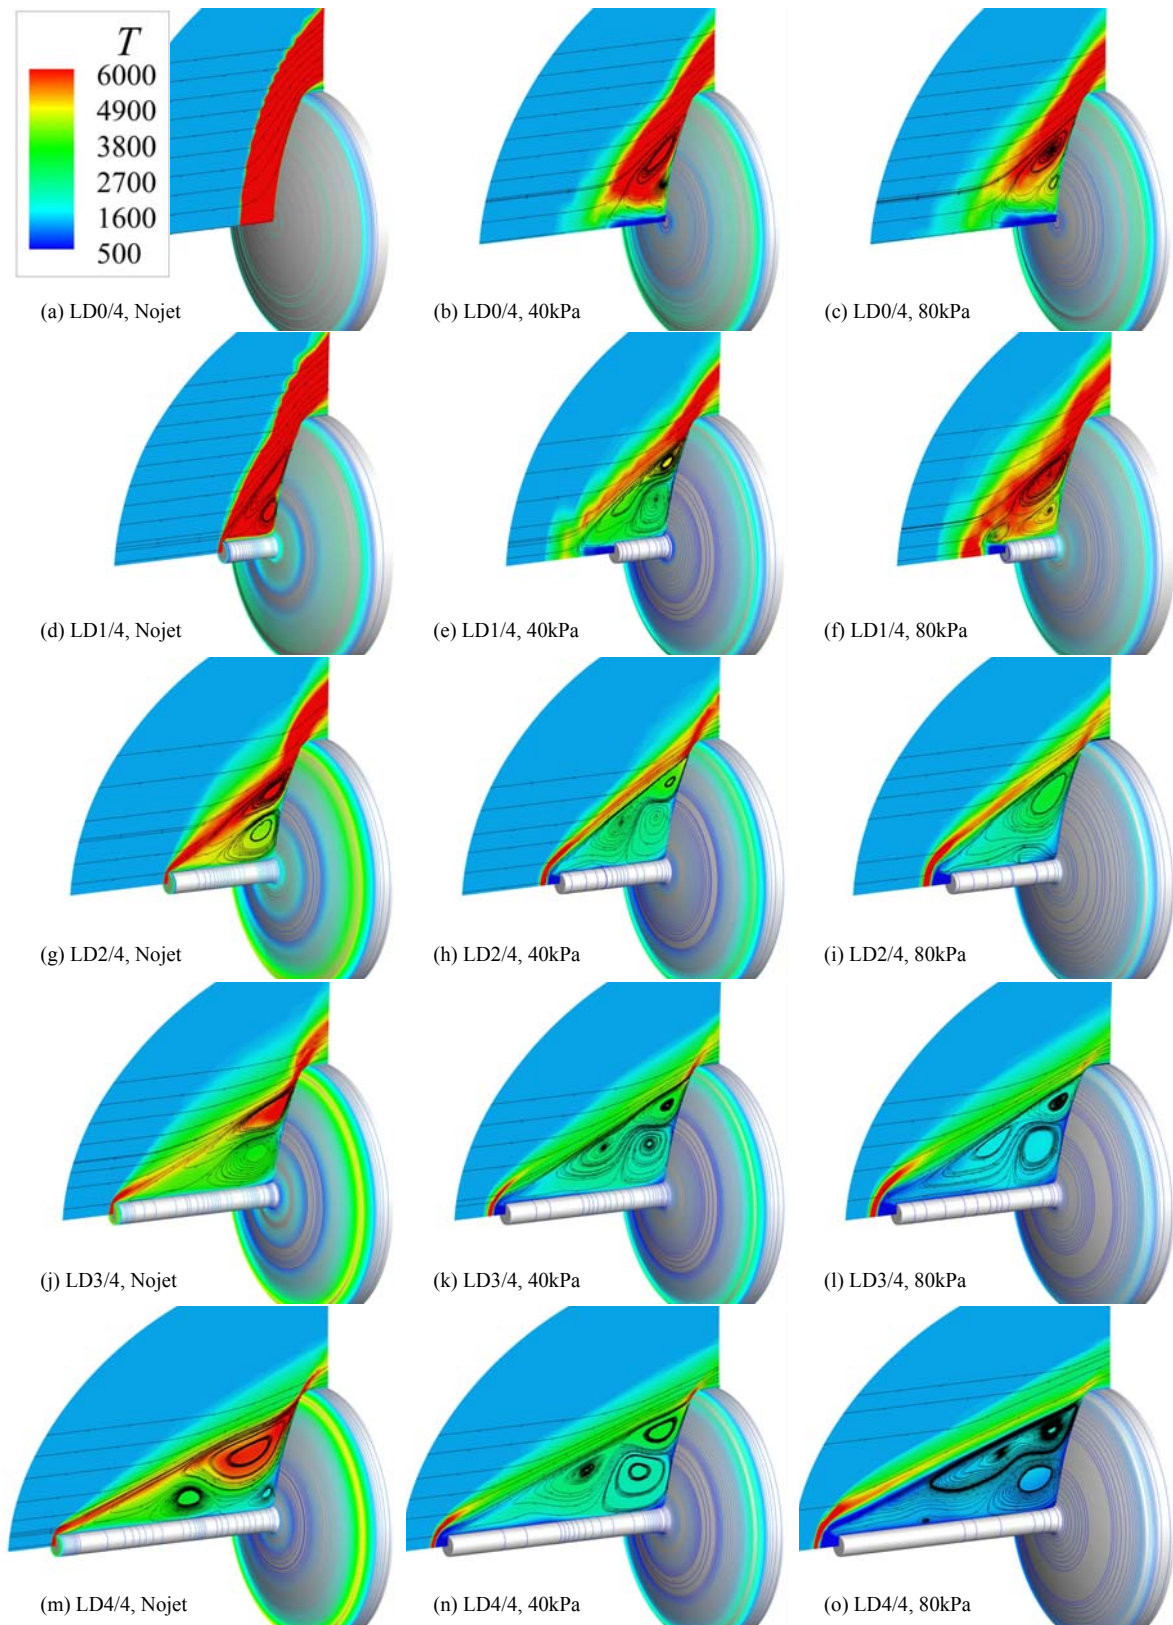 T
6000
4900
3800
2700
1600
500
(a) LD0/4, Nojet
(b) LD0/4, 40kPa
(c) LD0/4, 80kPa
(d) LD1/4, Nojet
(e) LD1/4, 40kPa
(f) LD1/4, 80kPa
(g) LD2/4, Nojet
(h) LD2/4, 40kPa
(i) LD2/4, 80kPa
(j) LD3/4, Nojet
(k) LD3/4, 40kPa
(l) LD3/4, 80kPa
(m) LD4/4, Nojet
(n) LD4/4, 40kPa
(o) LD4/4, 80kPa